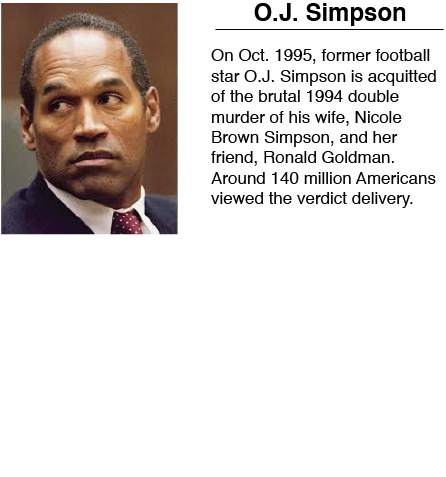 O.J. Simpson
On Oct. 1995, former football
star O.J. Simpson is acquitted
of the brutal 1994 double
murder of his wife, Nicole
Brown Simpson, and her
friend, Ronald Goldman.
Around 140 million Americans
viewed the verdict delivery.